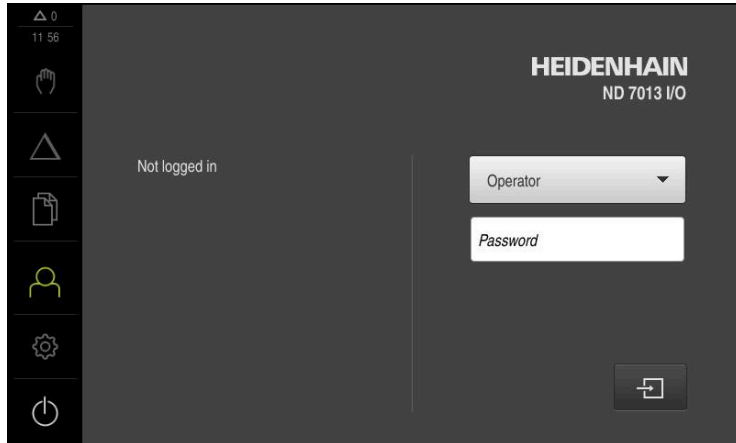 0
11 56
HEIDENHAIN
ND 7013 I/O
Not logged in
Operator
Password